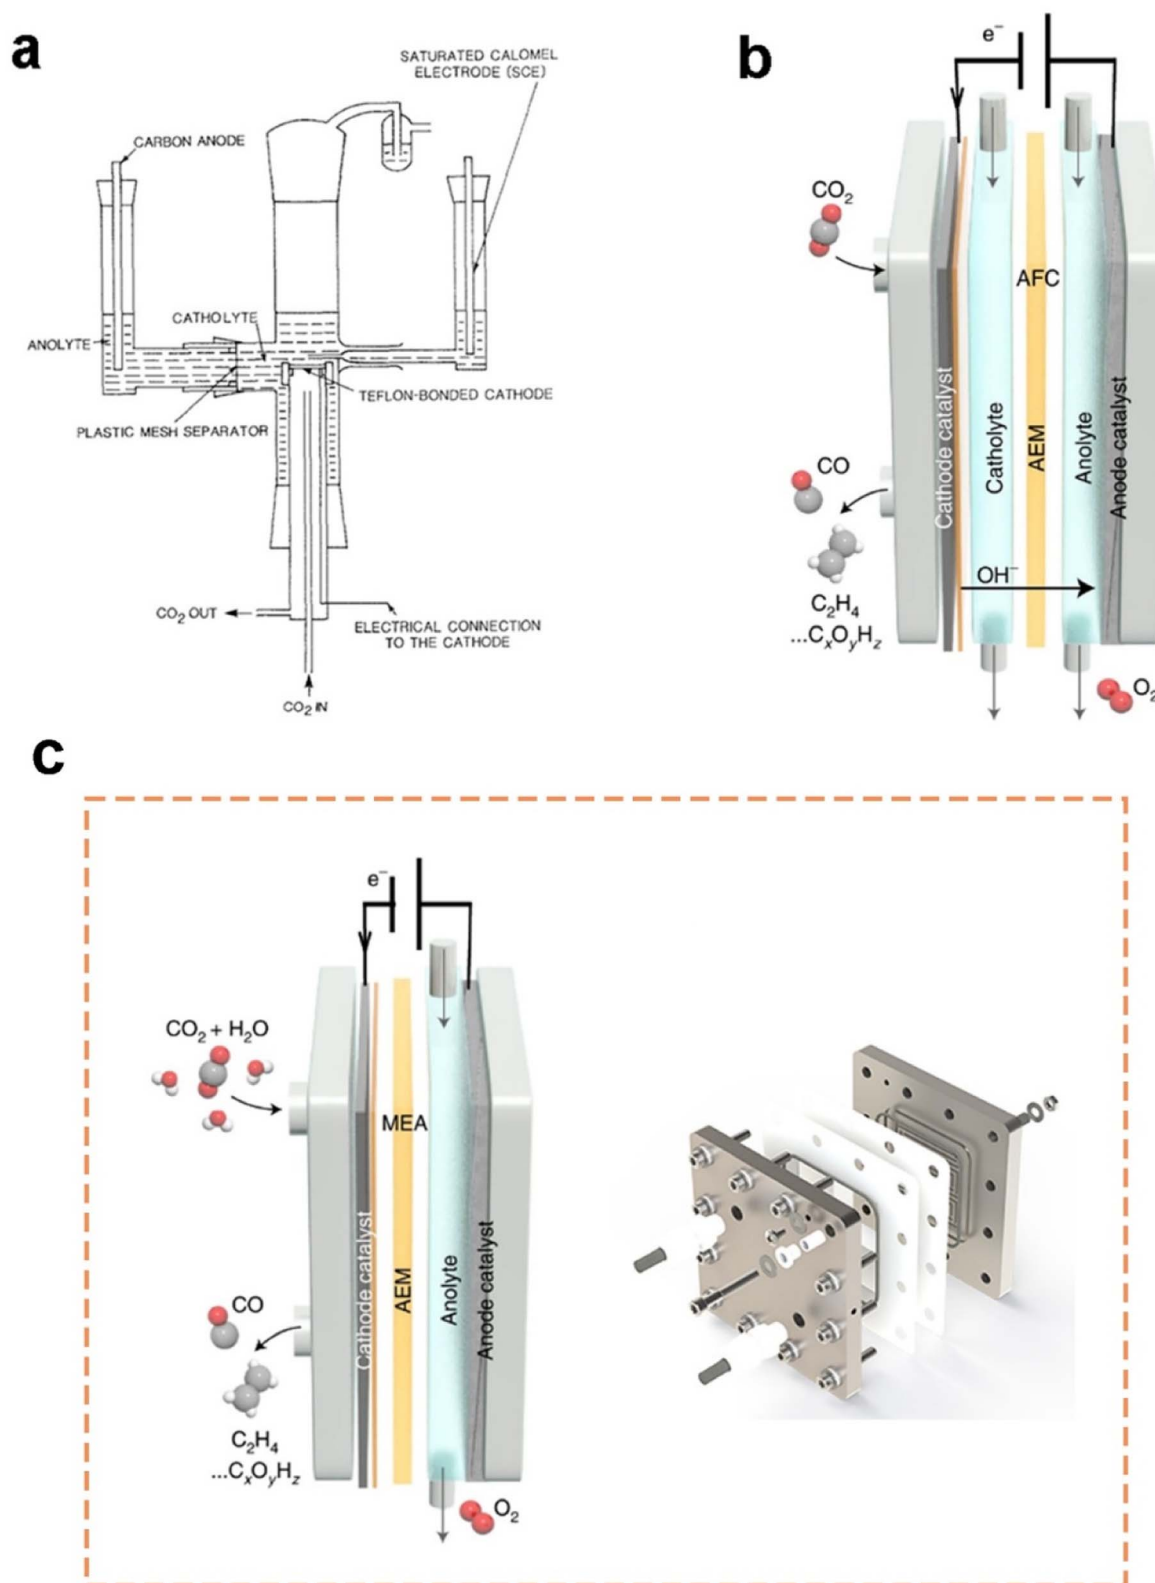 a
SATURATED CALOMEL
ELECTRODE (SCE)
CARBON ANODE
CATHOLYTE
ANOLYTE
TEFLON-BONDED CATHODE
PLASTIC MESH SEPARATOR
CO₂ OUT
ELECTRICAL CONNECTION
TO THE CATHODE
CO₂ IN
b
e⁻
CO₂
AFC
Cathode catalyst
Catholyte
AEM
Anolyte
Anode catalyst
CO
OH⁻
C₂H₄
...CₓOᵧH𝓏
O₂
c
e⁻
CO₂ + H₂O
MEA
Cathode catalyst
AEM
Anolyte
Anode catalyst
CO
C₂H₄
...CₓOᵧH𝓏
O₂